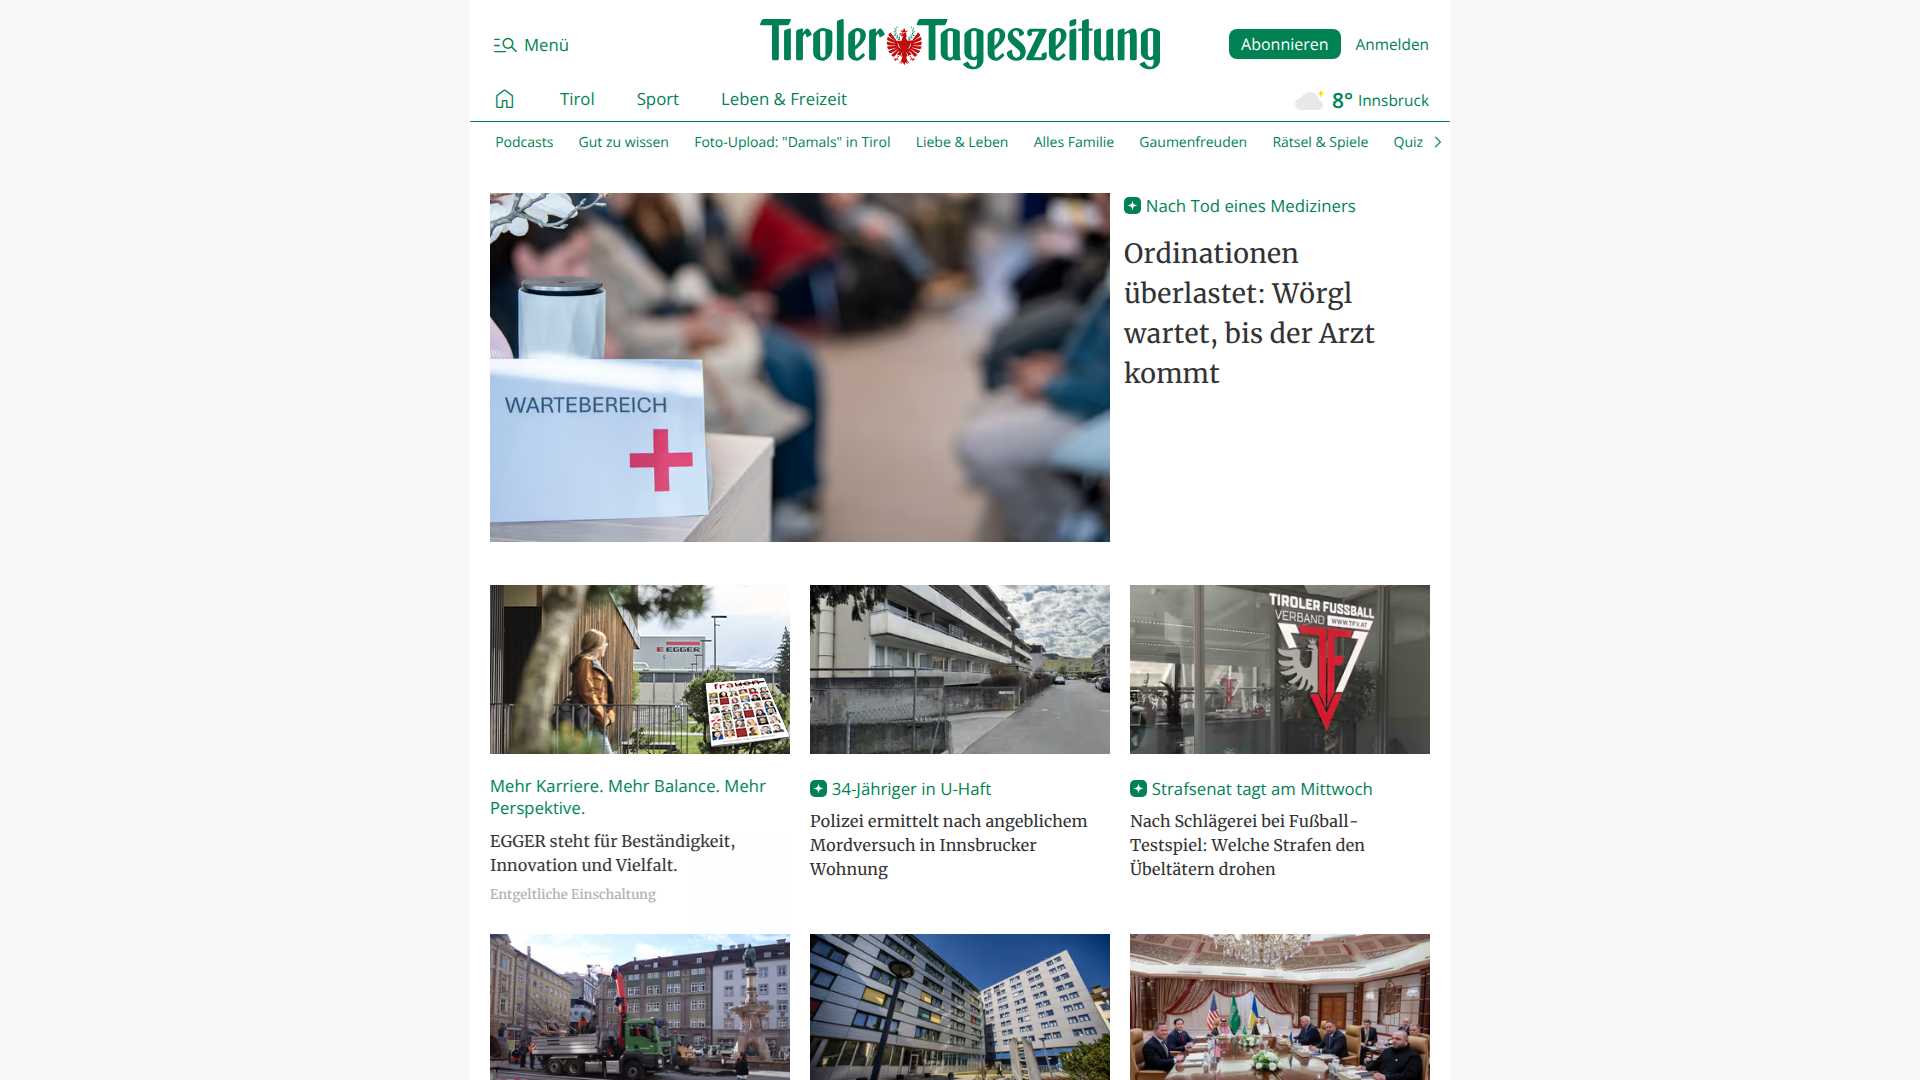 Menü
Tiroler Tageszeitung
Abonnieren
Anmelden
Tirol
Sport
Leben & Freizeit
8° Innsbruck
Podcasts
Gut zu wissen
Foto-Upload: "Damals" in Tirol
Liebe & Leben
Alles Familie
Gaumenfreuden
Rätsel & Spiele
Quiz
WARTEBEREICH
Nach Tod eines Mediziners
Ordinationen
überlastet: Wörgl
wartet, bis der Arzt
kommt
E EGGER
frauen
TIROLER FUSSBALL
VERBAND WWW.TFV.AT
Mehr Karriere. Mehr Balance. Mehr
Perspektive.
EGGER steht für Beständigkeit,
Innovation und Vielfalt.
Entgeltliche Einschaltung
34-Jähriger in U-Haft
Polizei ermittelt nach angeblichem
Mordversuch in Innsbrucker
Wohnung
Strafsenat tagt am Mittwoch
Nach Schlägerei bei Fußball-
Testspiel: Welche Strafen den
Übeltätern drohen